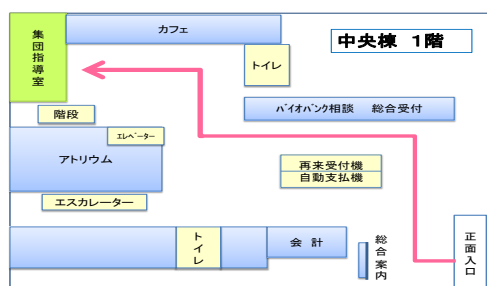 中央棟 1階
カフェ
集団指導室
トイレ
バイオバンク相談 総合受付
階段
エレベーター
アトリウム
再来受付機
自動支払機
エスカレーター
トイレ
会計
総合案内
正面入口